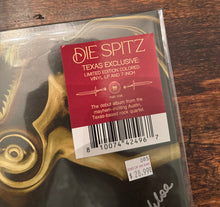 DIE SPITZ
TEXAS EXCLUSIVE
LIMITED EDITION COLORED
VINYL LP AND 7-INCH
The debut album from the
mayhem-inciting Austin,
Texas-based rock quartet
8 10074 42496 7